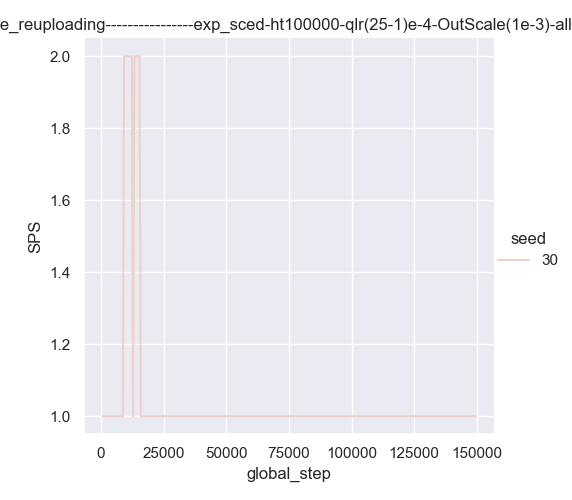 e_reuploading----------------exp_sced-ht100000-qlr(25-1)e-4-OutScale(1e-3)-all
2.0
1.8
1.6
1.4
1.2
1.0
SPS
seed
30
0 25000 50000 75000 100000 125000 150000
global_step